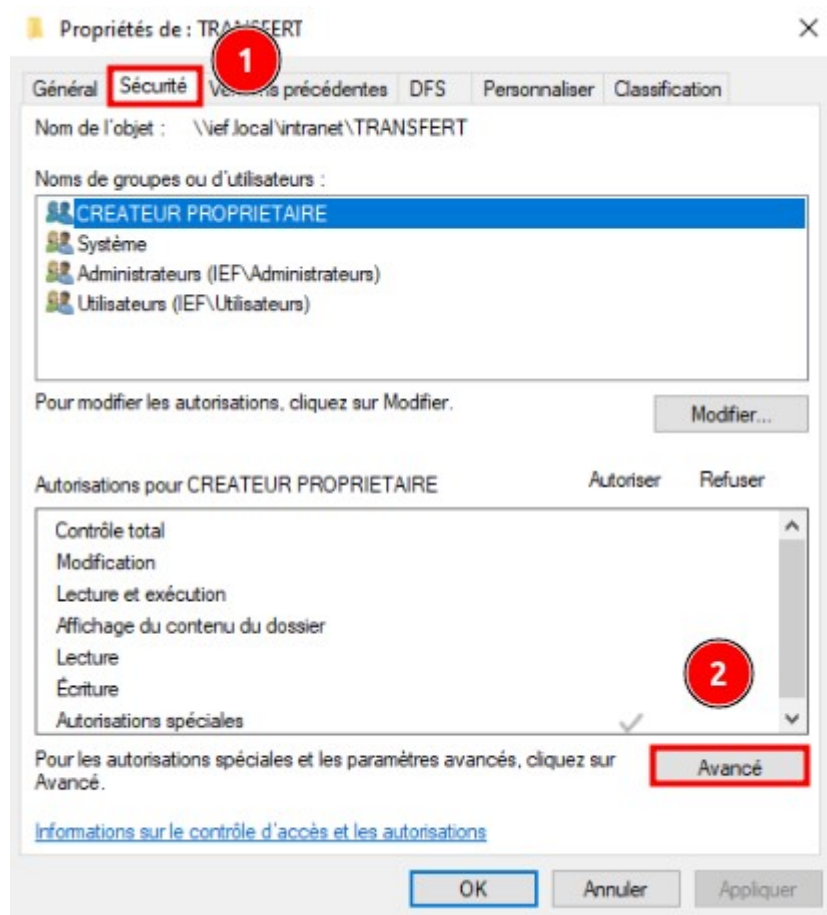 Propriétés de : TRANSFERT
1
Général Sécurité Versions précédentes DFS Personnaliser Classification
Nom de l'objet : \\ief.local\intranet\TRANSFERT
Noms de groupes ou d'utilisateurs :
CREATEUR PROPRIETAIRE
Système
Administrateurs (IEF\Administrateurs)
Utilisateurs (IEF\Utilisateurs)
Pour modifier les autorisations, cliquez sur Modifier.
Modifier...
Autorisations pour CREATEUR PROPRIETAIRE Autoriser Refuser
Contrôle total
Modification
Lecture et exécution
Affichage du contenu du dossier
Lecture
Écriture
2
Autorisations spéciales
Pour les autorisations spéciales et les paramètres avancés, cliquez sur
Avancé.
Avancé
Informations sur le contrôle d'accès et les autorisations
OK Annuler Appliquer